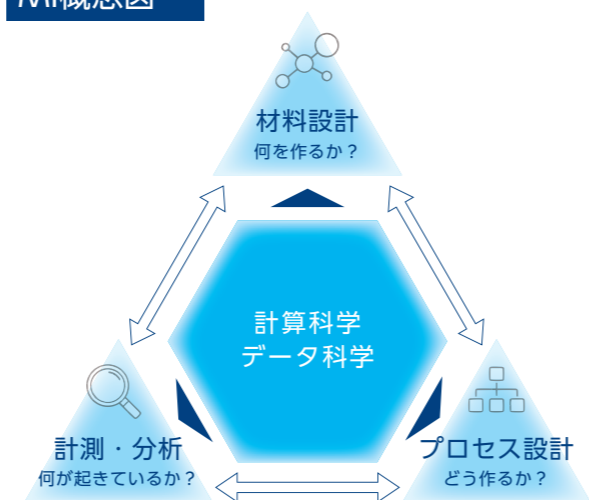 MI概念図
材料設計
何を作るか？
計算科学
データ科学
計測・分析
何が起きているか？
プロセス設計
どう作るか？